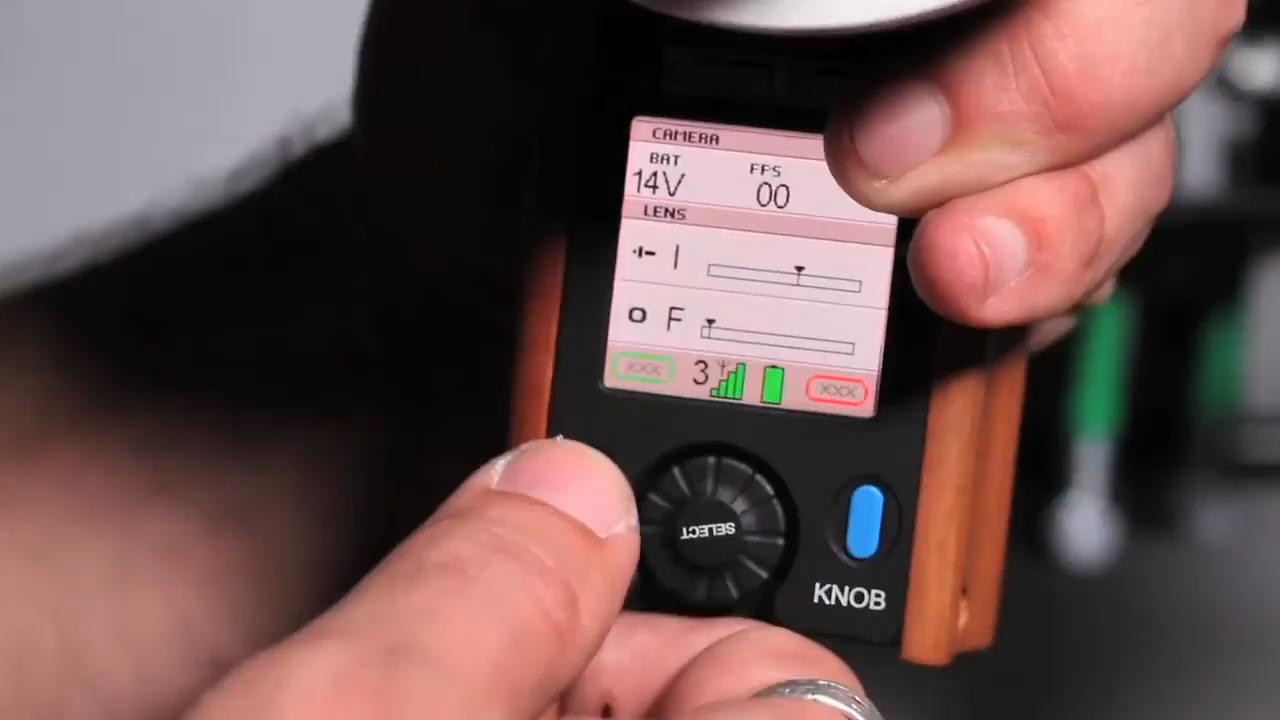 CAMERA
BAT FPS
14V 00
LENS
I
F
XXX 3 XXX
SELECT
KNOB